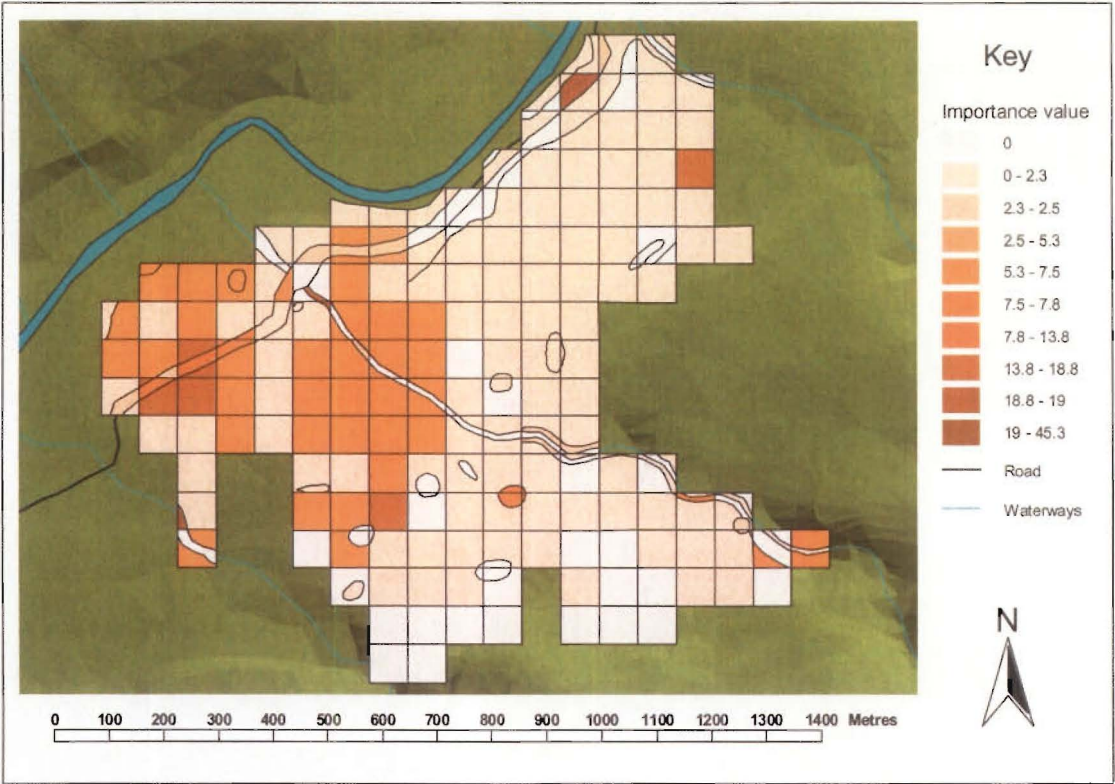 Key
Importance value
0
0 - 2.3
2.3 - 2.5
2.5 - 5.3
5.3 - 7.5
7.5 - 7.8
7.8 - 13.8
13.8 - 18.8
18.8 - 19
19 - 45.3
Road
Waterways
N
0 100 200 300 400 500 600 700 800 900 1000 1100 1200 1300 1400 Metres